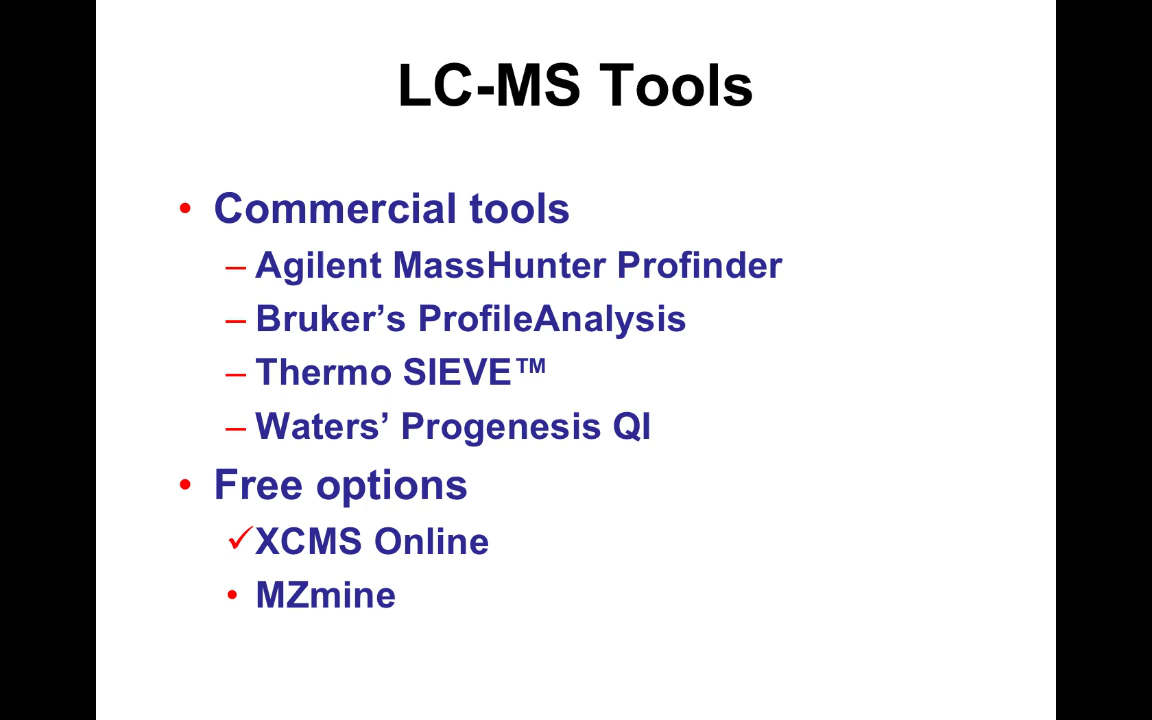 LC-MS Tools
• Commercial tools
– Agilent MassHunter Profinder
– Bruker’s ProfileAnalysis
– Thermo SIEVE™
– Waters’ Progenesis QI
• Free options
✓XCMS Online
• MZmine